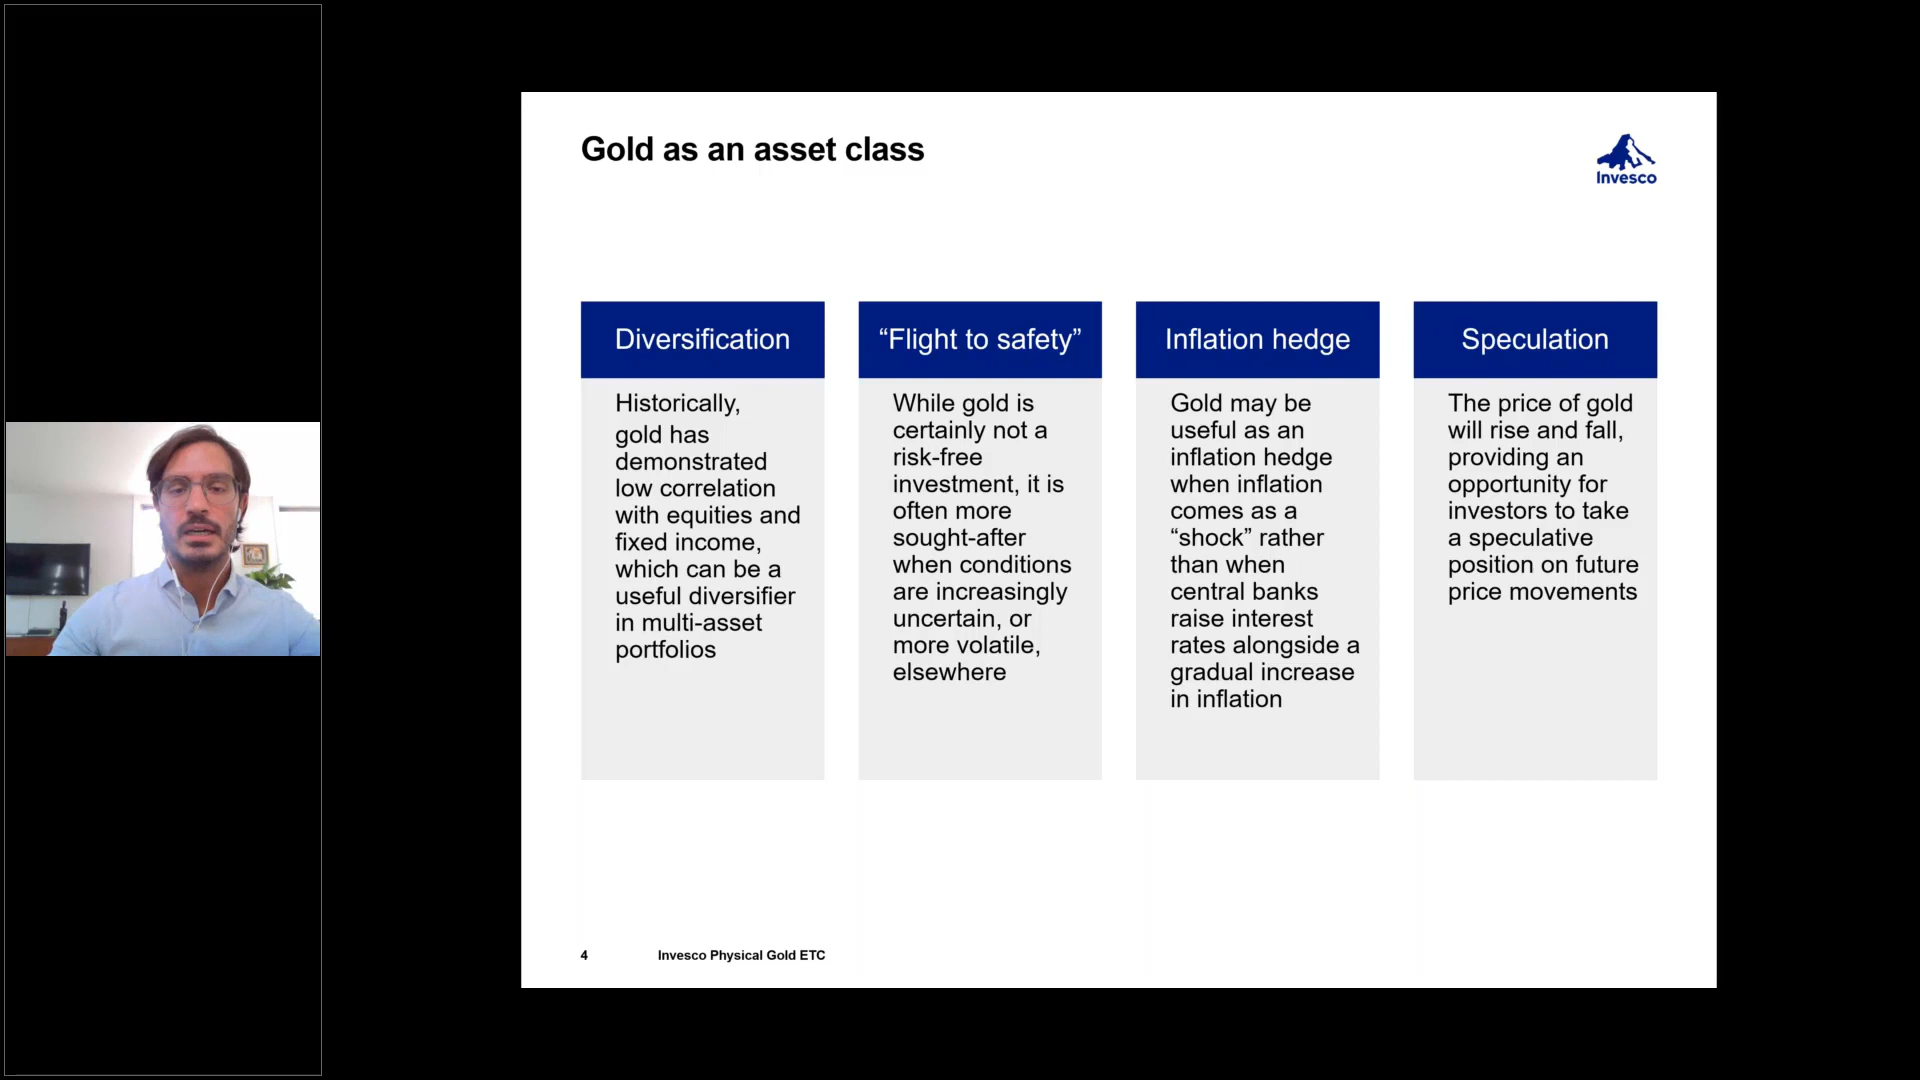 Gold as an asset class
Invesco
Diversification
Historically,
gold has
demonstrated
low correlation
with equities and
fixed income,
which can be a
useful diversifier
in multi-asset
portfolios
“Flight to safety”
While gold is
certainly not a
risk-free
investment, it is
often more
sought-after
when conditions
are increasingly
uncertain, or
more volatile,
elsewhere
Inflation hedge
Gold may be
useful as an
inflation hedge
when inflation
comes as a
“shock” rather
than when
central banks
raise interest
rates alongside a
gradual increase
in inflation
Speculation
The price of gold
will rise and fall,
providing an
opportunity for
investors to take
a speculative
position on future
price movements
4
Invesco Physical Gold ETC